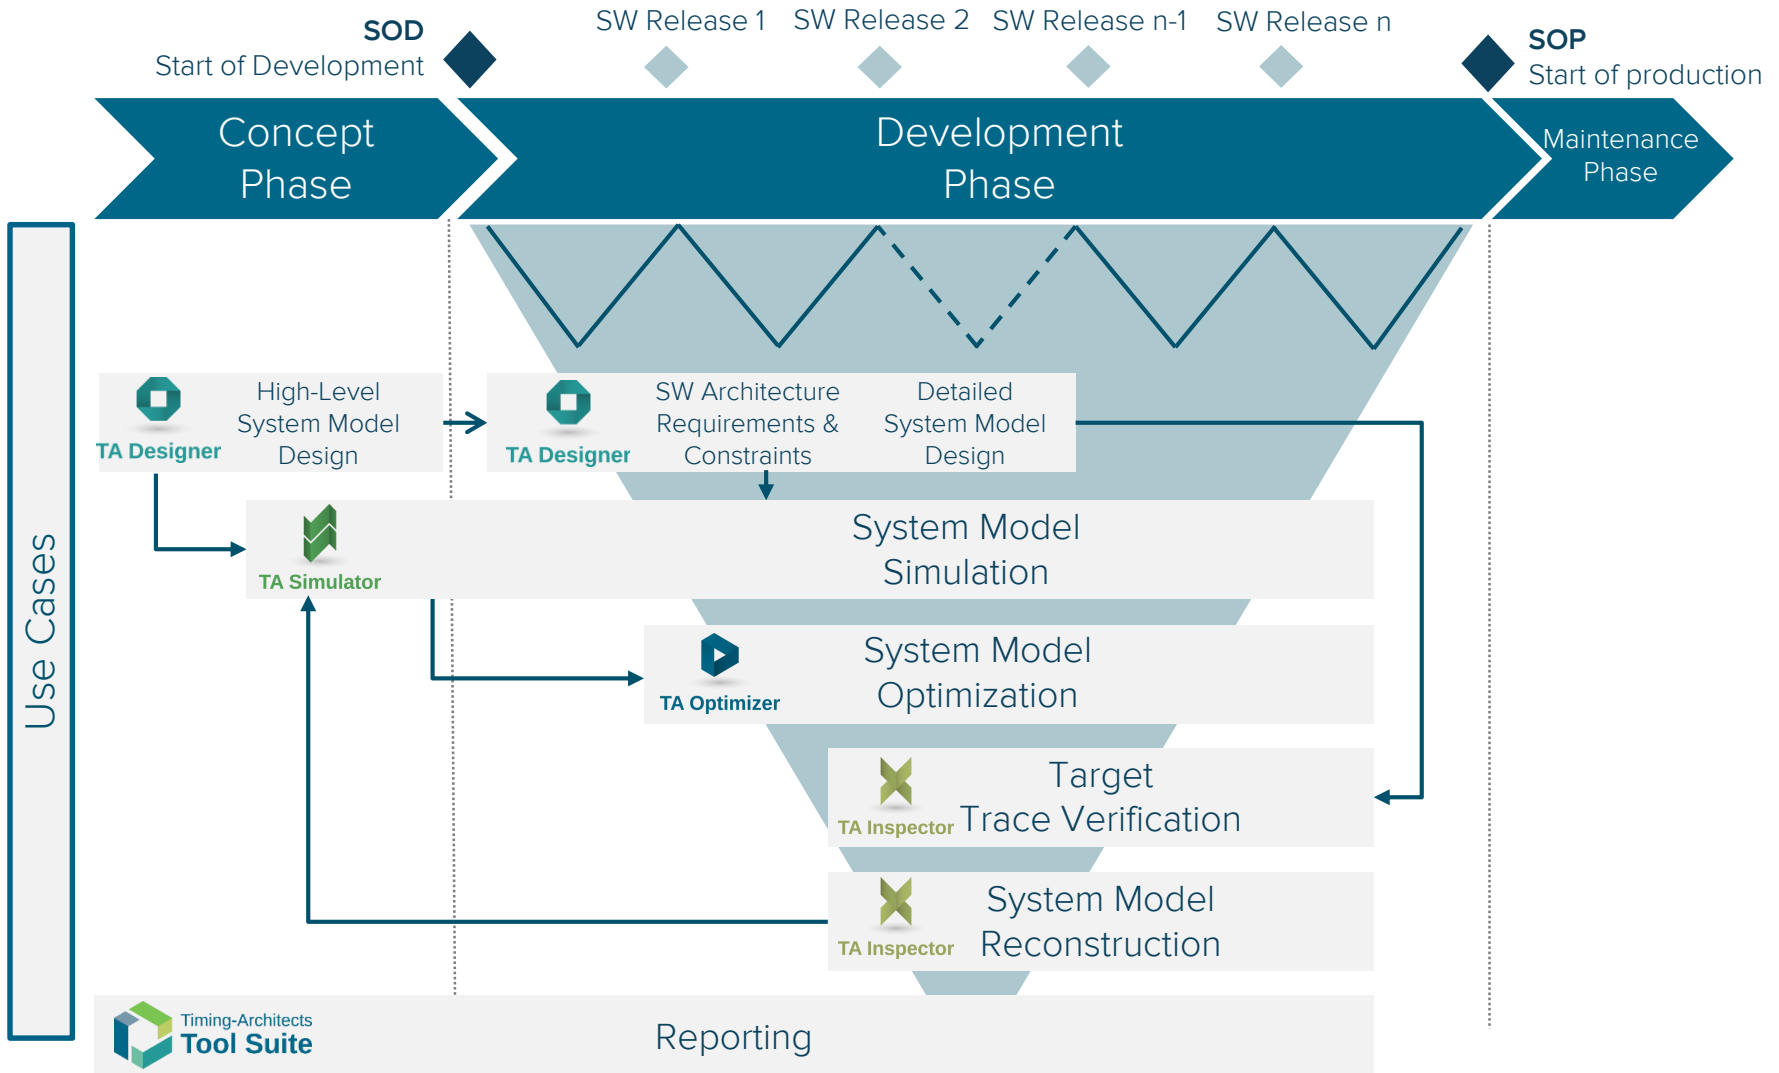 SOD
Start of Development
SW Release 1
SW Release 2
SW Release n-1
SW Release n
SOP
Start of production
Concept
Phase
Development
Phase
Maintenance
Phase
Use Cases
TA Designer
High-Level
System Model
Design
TA Designer
SW Architecture
Requirements &
Constraints
Detailed
System Model
Design
TA Simulator
System Model
Simulation
TA Optimizer
System Model
Optimization
TA Inspector
Target
Trace Verification
TA Inspector
System Model
Reconstruction
Timing-Architects
Tool Suite
Reporting